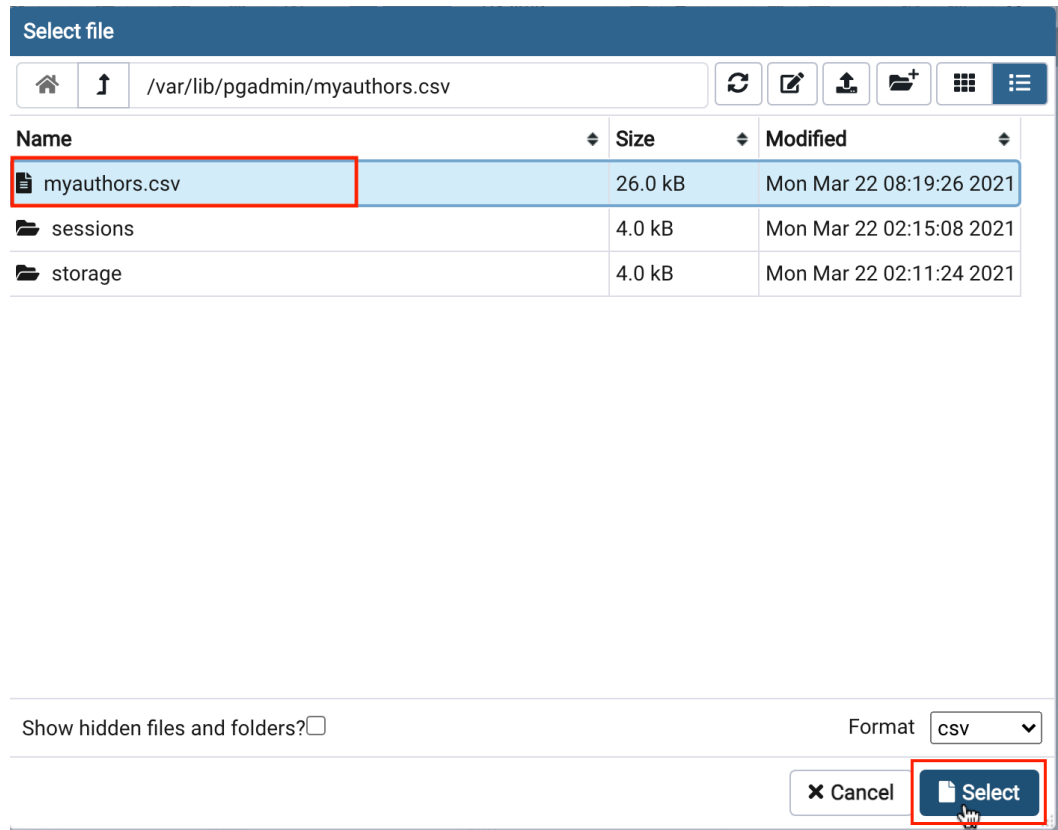 Select file
/var/lib/pgadmin/myauthors.csv
Name Size Modified
myauthors.csv 26.0 kB Mon Mar 22 08:19:26 2021
sessions 4.0 kB Mon Mar 22 02:15:08 2021
storage 4.0 kB Mon Mar 22 02:11:24 2021
Show hidden files and folders? Format csv
Cancel Select